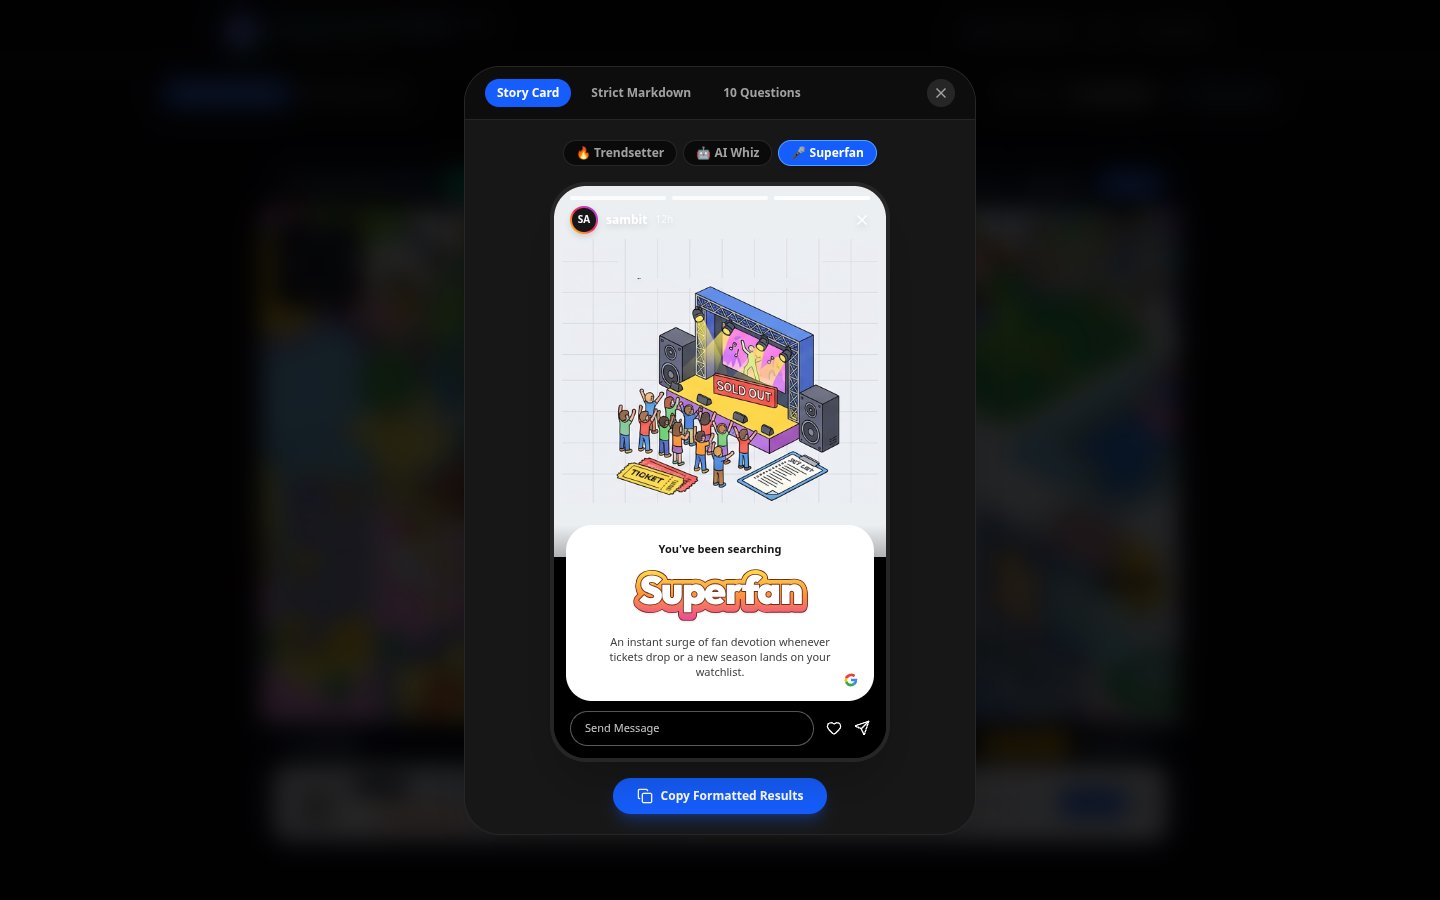 Story Card Strict Markdown 10 Questions
🔥 Trendsetter 🤖 AI Whiz 🎤 Superfan
SA sambit 12h
SOLD OUT
TICKET
SET LIST
You've been searching
Superfan
An instant surge of fan devotion whenever
tickets drop or a new season lands on your
watchlist.
Send Message
Copy Formatted Results